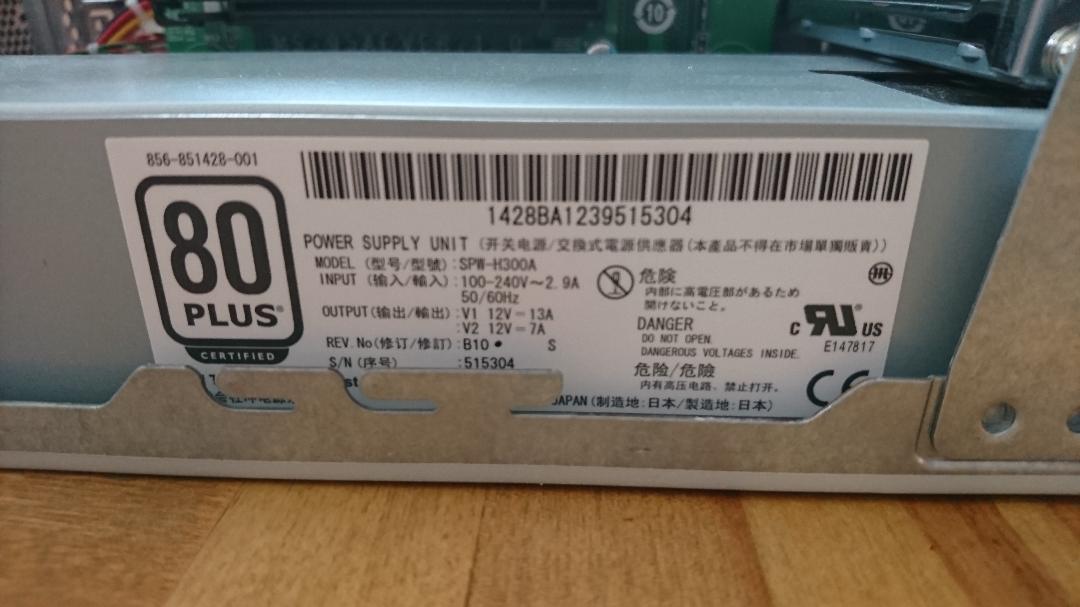 10
856-851428-001
80
PLUS®
CERTIFIED
1428BA1239515304
POWER SUPPLY UNIT (开关电源/交換式電源供應器(本產品不得在市場單獨販賣))
MODEL (型号/型號):SPW-H300A
INPUT (输入/輸入):100-240V~2.9A
50/60Hz
OUTPUT(输出/輸出):V1 12V⎓13A
:V2 12V⎓7A
REV.No(修订/修訂):B10• S
S/N (序号) :515304
危険
内部に高電圧部があるため
開けないこと。
DANGER
DO NOT OPEN.
DANGEROUS VOLTAGES INSIDE.
危险/危險
内有高压电路、禁止打开。
c RU US
E147817
CE
JAPAN (制造地:日本/製造地:日本)